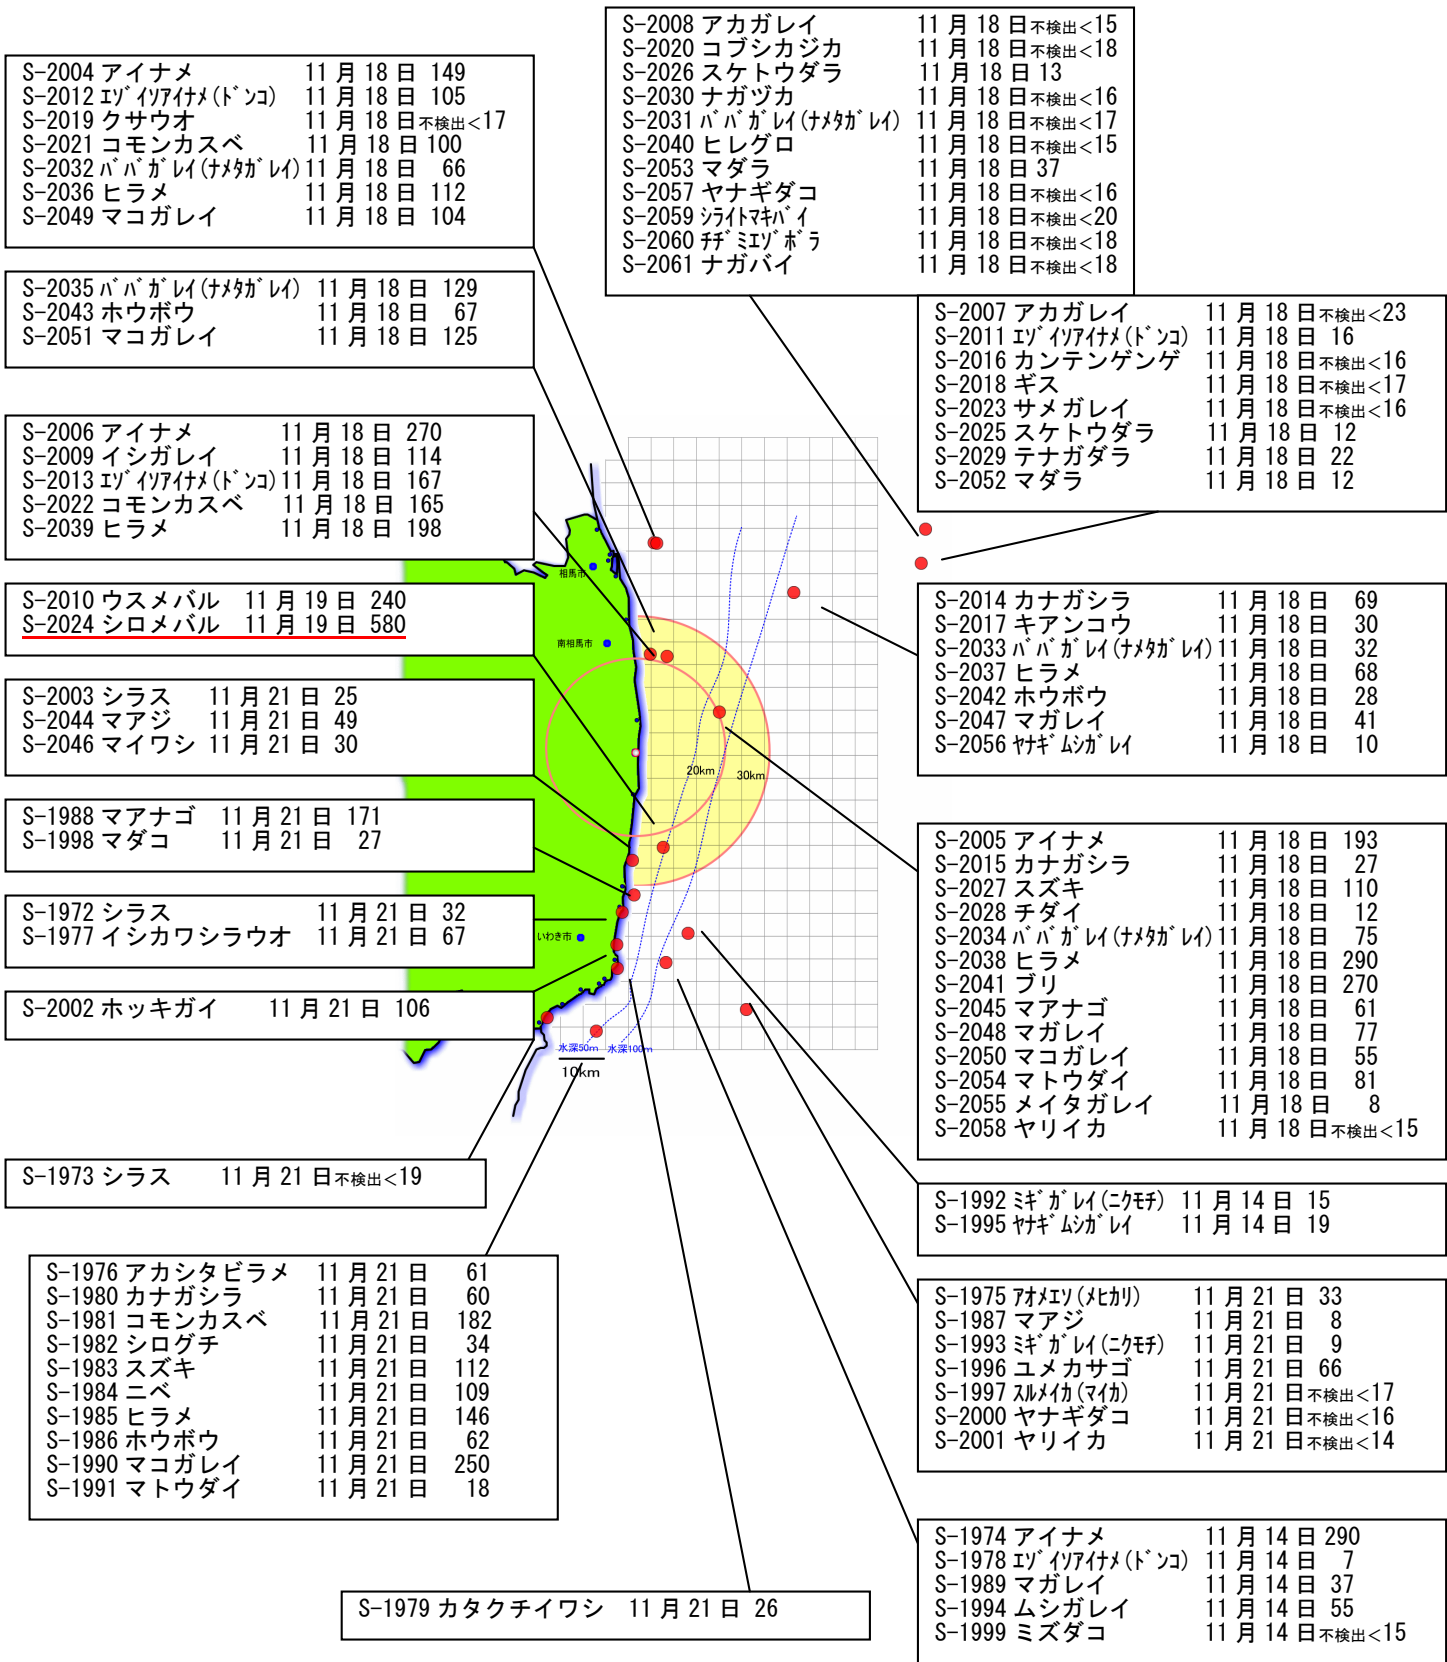 S-2008 アカガレイ 11 月 18 日不検出<15
S-2020 コブシカジカ 11 月 18 日不検出<18
S-2026 スケトウダラ 11 月 18 日 13
S-2030 ナガヅカ 11 月 18 日不検出<16
S-2031 ババガレイ(ナメタガレイ) 11 月 18 日不検出<17
S-2040 ヒレグロ 11 月 18 日不検出<15
S-2053 マダラ 11 月 18 日 37
S-2057 ヤナギダコ 11 月 18 日不検出<16
S-2059 シライトマキバイ 11 月 18 日不検出<20
S-2060 チヂミエゾボラ 11 月 18 日不検出<18
S-2061 ナガバイ 11 月 18 日不検出<18
S-2004 アイナメ 11 月 18 日 149
S-2012 エゾイソアイナメ(ドンコ) 11 月 18 日 105
S-2019 クサウオ 11 月 18 日不検出<17
S-2021 コモンカスベ 11 月 18 日 100
S-2032 ババガレイ(ナメタガレイ) 11 月 18 日 66
S-2036 ヒラメ 11 月 18 日 112
S-2049 マコガレイ 11 月 18 日 104
S-2035 ババガレイ(ナメタガレイ) 11 月 18 日 129
S-2043 ホウボウ 11 月 18 日 67
S-2051 マコガレイ 11 月 18 日 125
S-2007 アカガレイ 11 月 18 日不検出<23
S-2011 エゾイソアイナメ(ドンコ) 11 月 18 日 16
S-2016 カンテンゲンゲ 11 月 18 日不検出<16
S-2018 ギス 11 月 18 日不検出<17
S-2023 サメガレイ 11 月 18 日不検出<16
S-2025 スケトウダラ 11 月 18 日 12
S-2029 テナガダラ 11 月 18 日 22
S-2052 マダラ 11 月 18 日 12
S-2006 アイナメ 11 月 18 日 270
S-2009 イシガレイ 11 月 18 日 114
S-2013 エゾイソアイナメ(ドンコ) 11 月 18 日 167
S-2022 コモンカスベ 11 月 18 日 165
S-2039 ヒラメ 11 月 18 日 198
S-2010 ウスメバル 11 月 19 日 240
S-2024 シロメバル 11 月 19 日 580
S-2003 シラス 11 月 21 日 25
S-2044 マアジ 11 月 21 日 49
S-2046 マイワシ 11 月 21 日 30
S-1988 マアナゴ 11 月 21 日 171
S-1998 マダコ 11 月 21 日 27
S-1972 シラス 11 月 21 日 32
S-1977 イシカワシラウオ 11 月 21 日 67
S-2002 ホッキガイ 11 月 21 日 106
相馬市
南相馬市
20km
30km
いわき市
水深50m
水深100m
10km
S-2014 カナガシラ 11 月 18 日 69
S-2017 キアンコウ 11 月 18 日 30
S-2033 ババガレイ(ナメタガレイ) 11 月 18 日 32
S-2037 ヒラメ 11 月 18 日 68
S-2042 ホウボウ 11 月 18 日 28
S-2047 マガレイ 11 月 18 日 41
S-2056 ヤナギムシガレイ 11 月 18 日 10
S-2005 アイナメ 11 月 18 日 193
S-2015 カナガシラ 11 月 18 日 27
S-2027 スズキ 11 月 18 日 110
S-2028 チダイ 11 月 18 日 12
S-2034 ババガレイ(ナメタガレイ) 11 月 18 日 75
S-2038 ヒラメ 11 月 18 日 290
S-2041 ブリ 11 月 18 日 270
S-2045 マアナゴ 11 月 18 日 61
S-2048 マガレイ 11 月 18 日 77
S-2050 マコガレイ 11 月 18 日 55
S-2054 マトウダイ 11 月 18 日 81
S-2055 メイタガレイ 11 月 18 日 8
S-2058 ヤリイカ 11 月 18 日不検出<15
S-1973 シラス 11 月 21 日不検出<19
S-1992 ミギガレイ(ニクモチ) 11 月 14 日 15
S-1995 ヤナギムシガレイ 11 月 14 日 19
S-1976 アカシタビラメ 11 月 21 日 61
S-1980 カナガシラ 11 月 21 日 60
S-1981 コモンカスベ 11 月 21 日 182
S-1982 シログチ 11 月 21 日 34
S-1983 スズキ 11 月 21 日 112
S-1984 ニベ 11 月 21 日 109
S-1985 ヒラメ 11 月 21 日 146
S-1986 ホウボウ 11 月 21 日 62
S-1990 マコガレイ 11 月 21 日 250
S-1991 マトウダイ 11 月 21 日 18
S-1975 アオメエソ(メヒカリ) 11 月 21 日 33
S-1987 マアジ 11 月 21 日 8
S-1993 ミギガレイ(ニクモチ) 11 月 21 日 9
S-1996 ユメカサゴ 11 月 21 日 66
S-1997 スルメイカ(マイカ) 11 月 21 日不検出<17
S-2000 ヤナギダコ 11 月 21 日不検出<16
S-2001 ヤリイカ 11 月 21 日不検出<14
S-1979 カタクチイワシ 11 月 21 日 26
S-1974 アイナメ 11 月 14 日 290
S-1978 エゾイソアイナメ(ドンコ) 11 月 14 日 7
S-1989 マガレイ 11 月 14 日 37
S-1994 ムシガレイ 11 月 14 日 55
S-1999 ミズダコ 11 月 14 日不検出<15